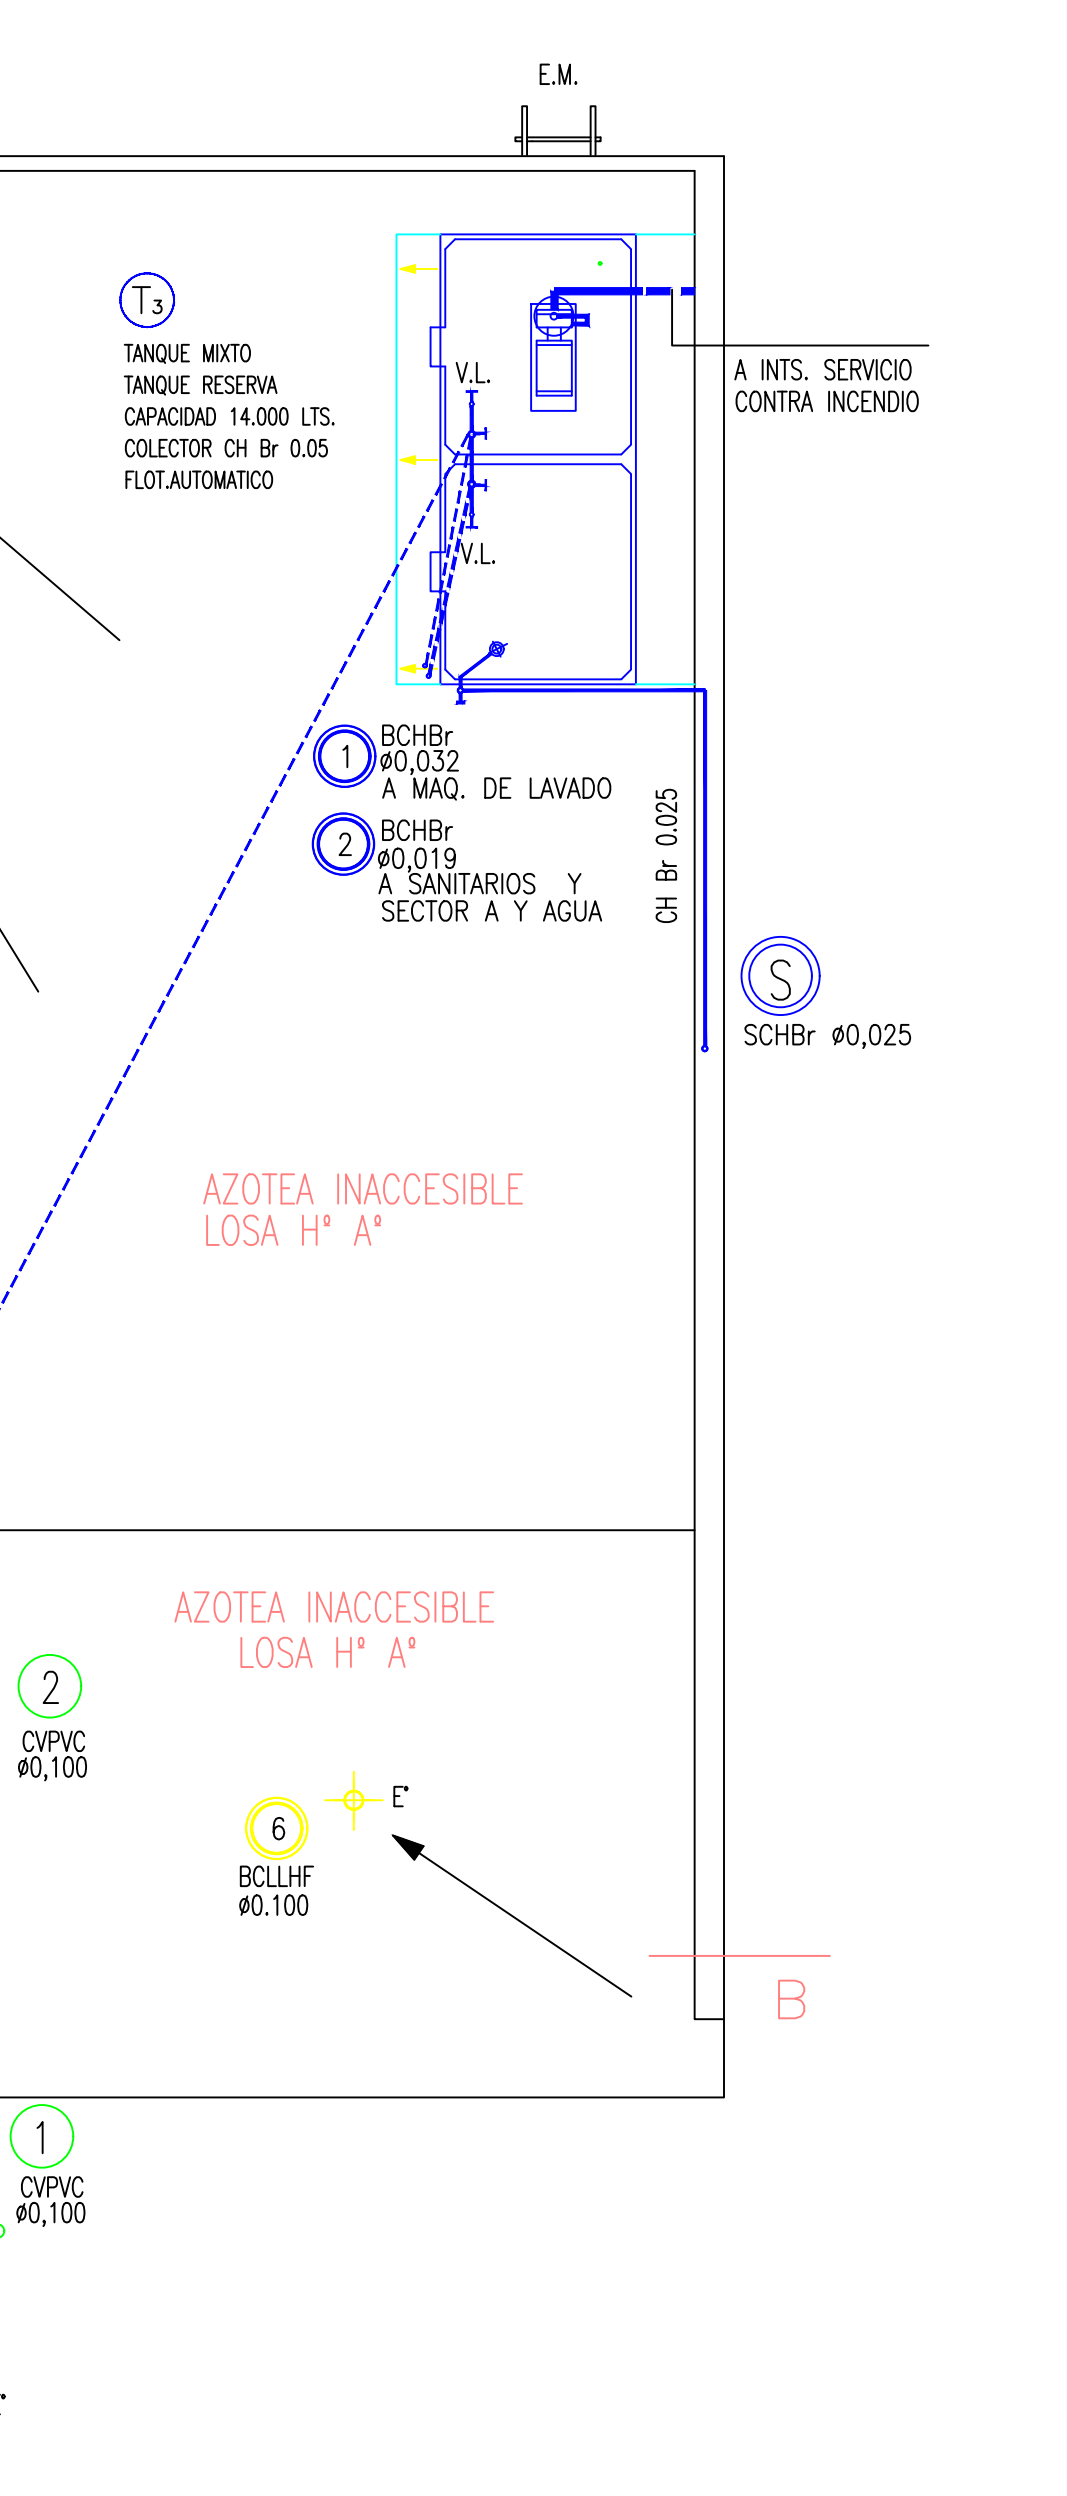 E.M.
T3
TANQUE MIXTO
TANQUE RESERVA
CAPACIDAD 14.000 LTS.
COLECTOR CH Br 0.05
FLOT.AUTOMATICO
V.L.
A INTS. SERVICIO
CONTRA INCENDIO
V.L.
1
BCHBr
ø0,032
A MAQ. DE LAVADO
2
BCHBr
ø0,019
A SANITARIOS Y
SECTOR A Y AGUA
CH Br 0.025
S
SCHBr ø0,025
AZOTEA INACCESIBLE
LOSA Hº Aº
AZOTEA INACCESIBLE
LOSA Hº Aº
2
CVPVC
ø0,100
E°
6
BCLLHF
ø0.100
B
1
CVPVC
ø0,100